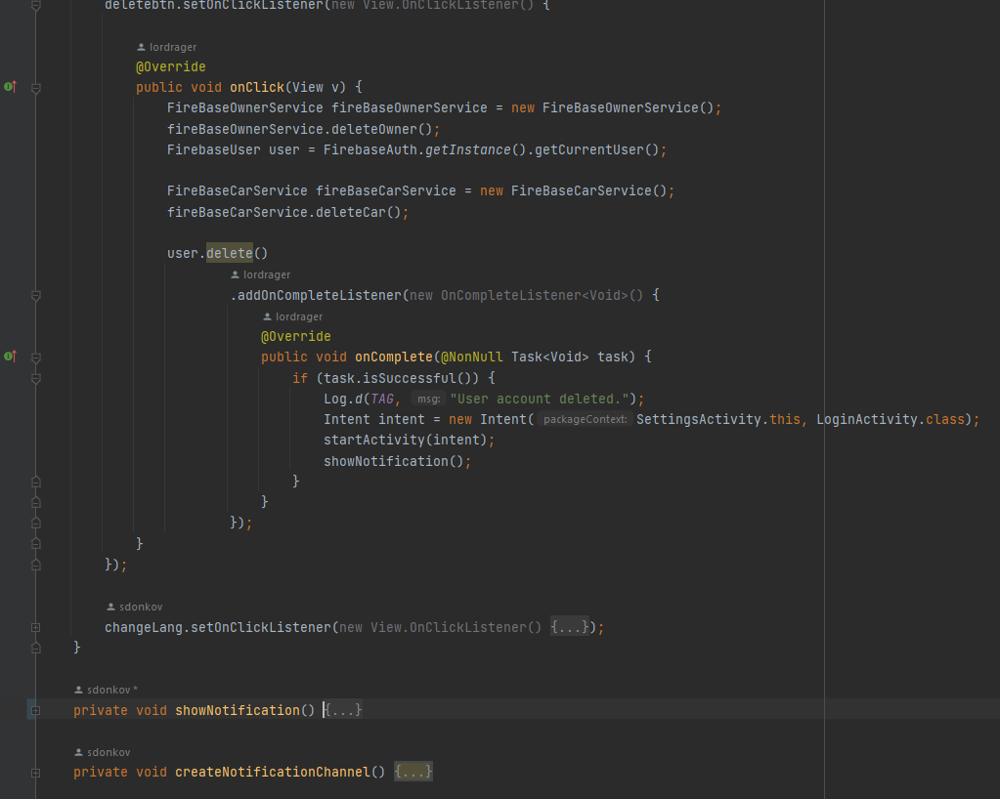 deletebtn.setOnClickListener(new View.OnClickListener() {
lordrager
@Override
public void onClick(View v) {
FireBaseOwnerService fireBaseOwnerService = new FireBaseOwnerService();
fireBaseOwnerService.deleteOwner();
FirebaseUser user = FirebaseAuth.getInstance().getCurrentUser();
FireBaseCarService fireBaseCarService = new FireBaseCarService();
fireBaseCarService.deleteCar();
user.delete()
lordrager
.addOnCompleteListener(new OnCompleteListener<Void>() {
lordrager
@Override
public void onComplete(@NonNull Task<Void> task) {
if (task.isSuccessful()) {
Log.d(TAG, msg: "User account deleted.");
Intent intent = new Intent( packageContext: SettingsActivity.this, LoginActivity.class);
startActivity(intent);
showNotification();
}
}
});
}
});
sdonkov
changeLang.setOnClickListener(new View.OnClickListener() {...});
}
sdonkov *
private void showNotification() {...}
sdonkov
private void createNotificationChannel() {...}